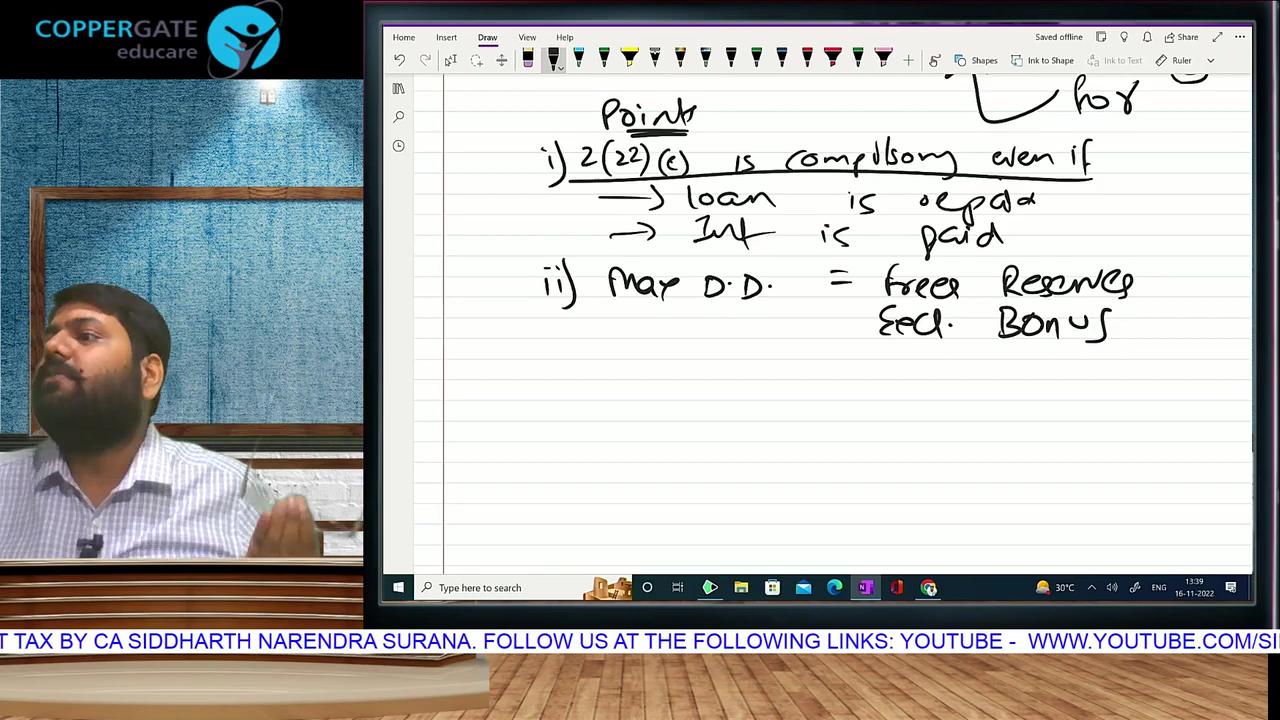 COPPERGATE
educare
Home Insert Draw View Help
Saved offline
Share
Shapes
Ink to Shape
Ink to Text
Ruler
for
Points
i) 2(22)(e) is compulsory even if
→ loan is repaid
→ Int is paid
ii) Max D.D. = Free Reserves
Excl. Bonus
Type here to search
30°C
ENG
13:39
16-11-2022
T TAX BY CA SIDDHARTH NARENDRA SURANA. FOLLOW US AT THE FOLLOWING LINKS: YOUTUBE - WWW.YOUTUBE.COM/SI